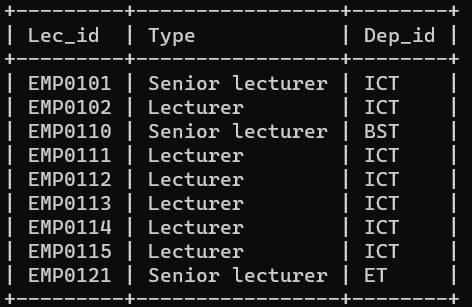 +---------+-----------------+--------+
| Lec_id  | Type            | Dep_id |
+---------+-----------------+--------+
| EMP0101 | Senior lecturer | ICT    |
| EMP0102 | Lecturer        | ICT    |
| EMP0110 | Senior lecturer | BST    |
| EMP0111 | Lecturer        | ICT    |
| EMP0112 | Lecturer        | ICT    |
| EMP0113 | Lecturer        | ICT    |
| EMP0114 | Lecturer        | ICT    |
| EMP0115 | Lecturer        | ICT    |
| EMP0121 | Senior lecturer | ET     |
+---------+-----------------+--------+